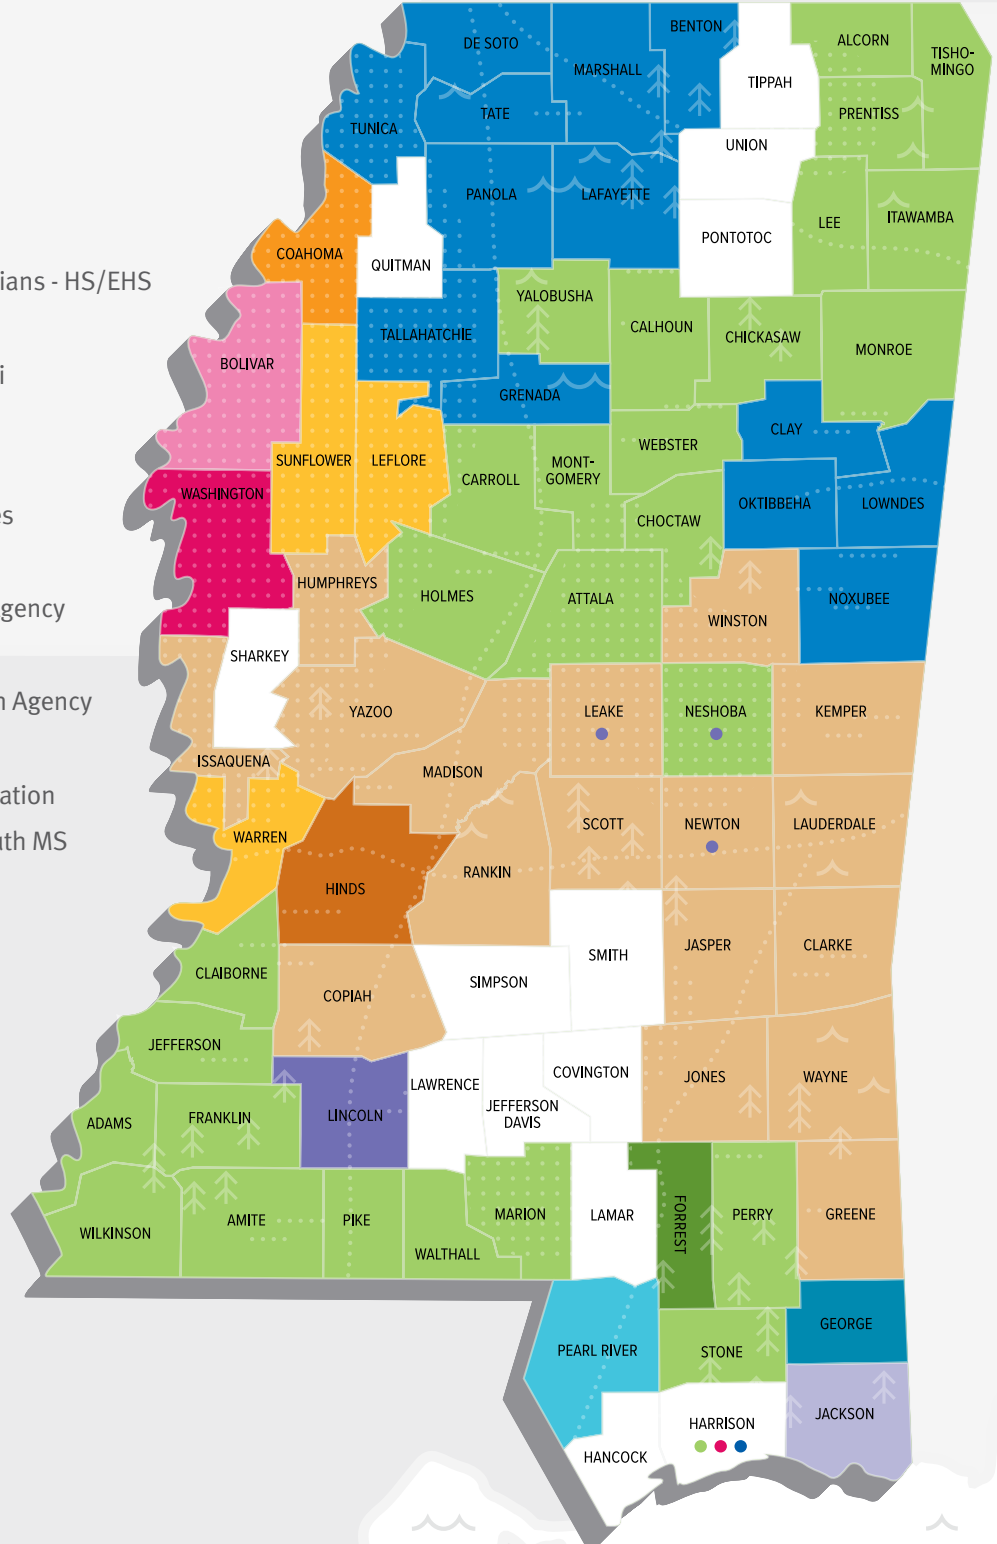 BENTON
DE SOTO
ALCORN
TISHO-
MINGO
MARSHALL
TIPPAH
TATE
PRENTISS
TUNICA
UNION
PANOLA
LAFAYETTE
LEE
ITAWAMBA
PONTOTOC
COAHOMA
QUITMAN
ians - HS/EHS
YALOBUSHA
CALHOUN
CHICKASAW
TALLAHATCHIE
MONROE
BOLIVAR
i
GRENADA
CLAY
WEBSTER
SUNFLOWER
LEFLORE
MONT-
GOMERY
CARROLL
WASHINGTON
OKTIBBEHA
LOWNDES
es
CHOCTAW
HUMPHREYS
HOLMES
ATTALA
NOXUBEE
gency
WINSTON
SHARKEY
n Agency
YAZOO
LEAKE
NESHOBA
KEMPER
ISSAQUENA
MADISON
ation
SCOTT
NEWTON
LAUDERDALE
WARREN
uth MS
RANKIN
HINDS
JASPER
CLARKE
SMITH
CLAIBORNE
SIMPSON
COPIAH
JEFFERSON
COVINGTON
JONES
WAYNE
LAWRENCE
JEFFERSON
DAVIS
LINCOLN
FRANKLIN
ADAMS
MARION
LAMAR
FORREST
PERRY
GREENE
AMITE
PIKE
WILKINSON
WALTHALL
GEORGE
PEARL RIVER
STONE
JACKSON
HARRISON
HANCOCK